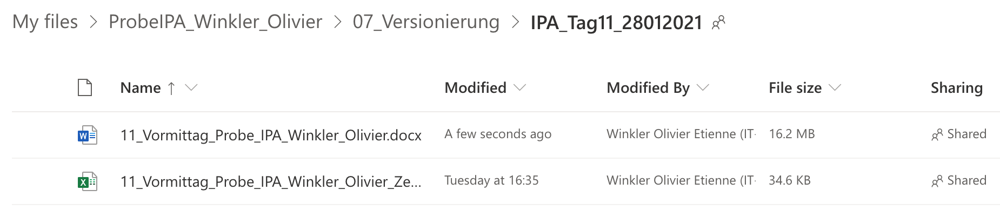 My files > ProbeIPA_Winkler_Olivier > 07_Versionierung > IPA_Tag11_28012021
Name ↑ Modified Modified By File size Sharing
11_Vormittag_Probe_IPA_Winkler_Olivier.docx A few seconds ago Winkler Olivier Etienne (IT- 16.2 MB Shared
11_Vormittag_Probe_IPA_Winkler_Olivier_Ze... Tuesday at 16:35 Winkler Olivier Etienne (IT- 34.6 KB Shared